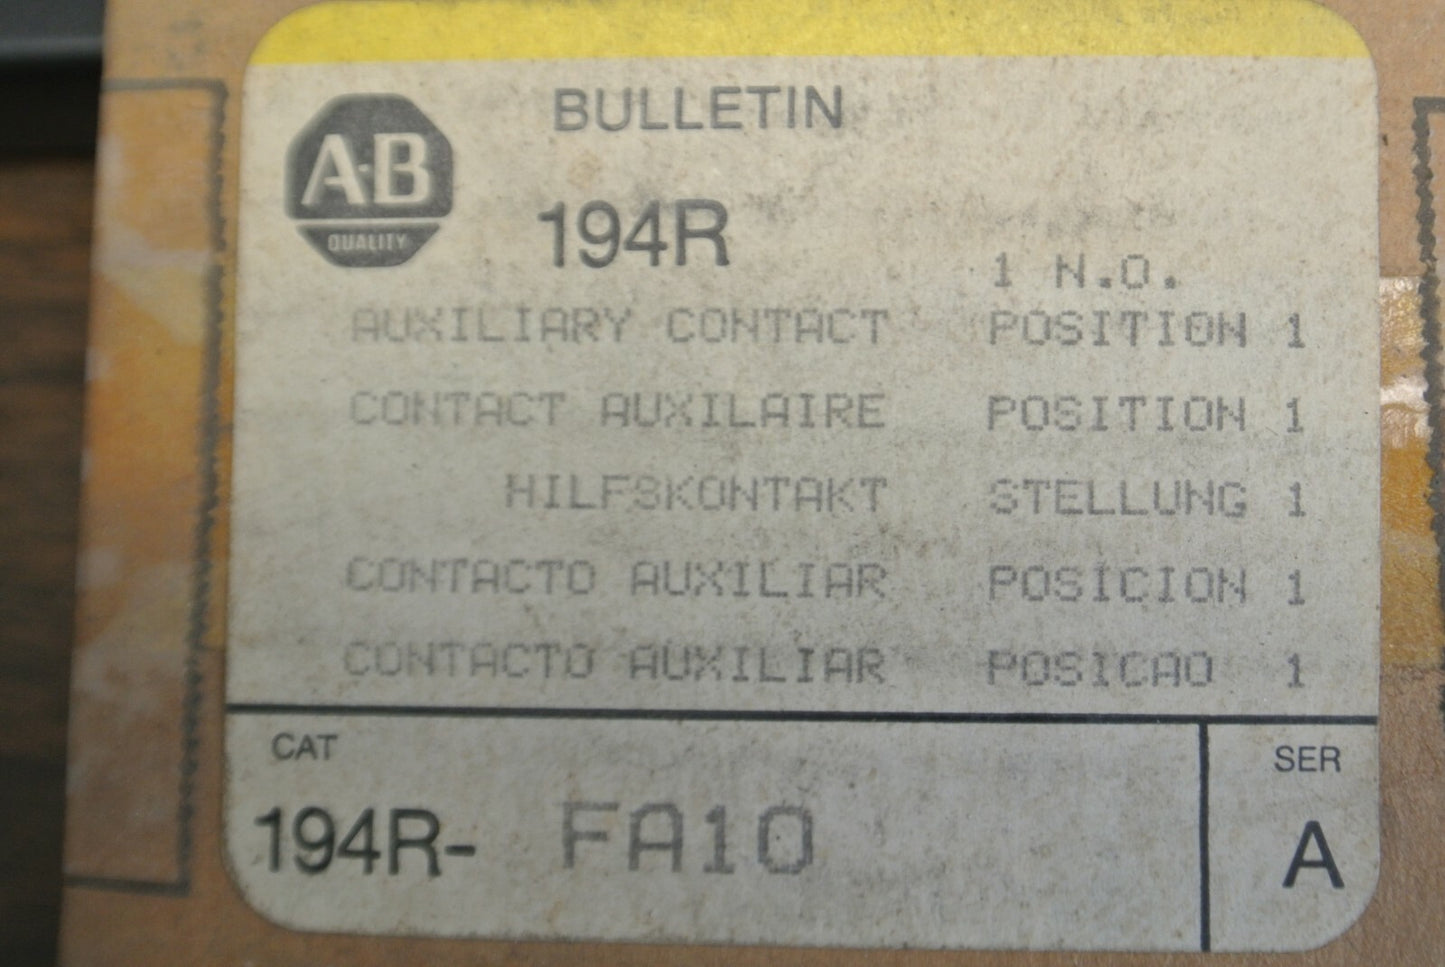 A-B
QUALITY
BULLETIN
194R
1 N.O.
AUXILIARY CONTACT POSITION 1
CONTACT AUXILAIRE POSITION 1
HILFSKONTAKT STELLUNG 1
CONTACTO AUXILIAR POSICION 1
CONTACTO AUXILIAR POSICAO 1
CAT
194R- FA10
SER
A